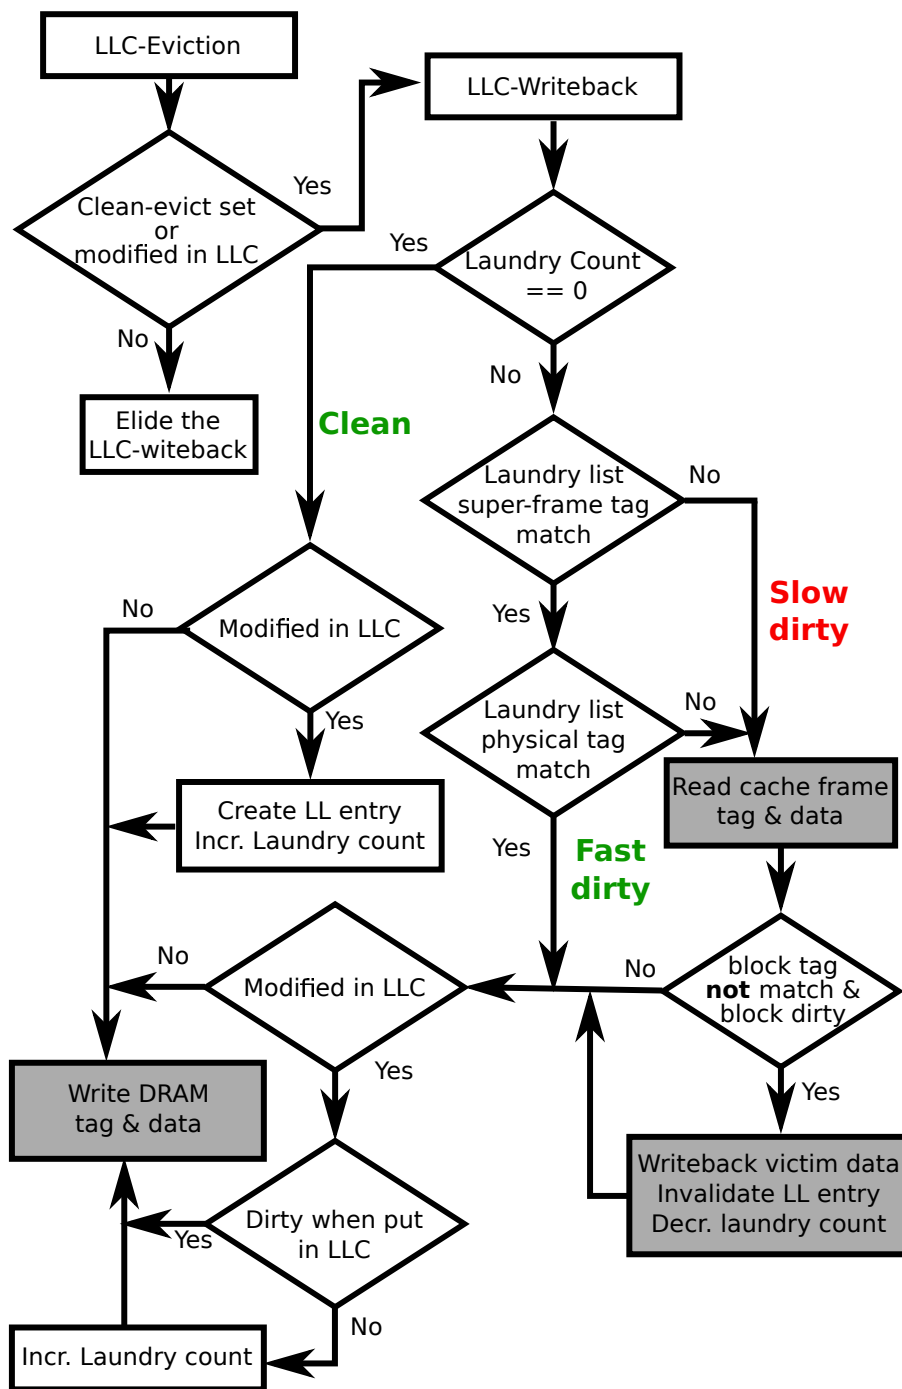 LLC-Eviction
LLC-Writeback
Clean-evict set
or
modified in LLC
Yes
No
Elide the
LLC-witeback
Laundry Count
== 0
Yes
No
Clean
Laundry list
super-frame tag
match
No
Yes
Slow
dirty
Modified in LLC
No
Yes
Laundry list
physical tag
match
No
Yes
Create LL entry
Incr. Laundry count
Read cache frame
tag & data
Fast
dirty
block tag
not match &
block dirty
No
Yes
Modified in LLC
No
Yes
Write DRAM
tag & data
Writeback victim data
Invalidate LL entry
Decr. laundry count
Dirty when put
in LLC
Yes
No
Incr. Laundry count